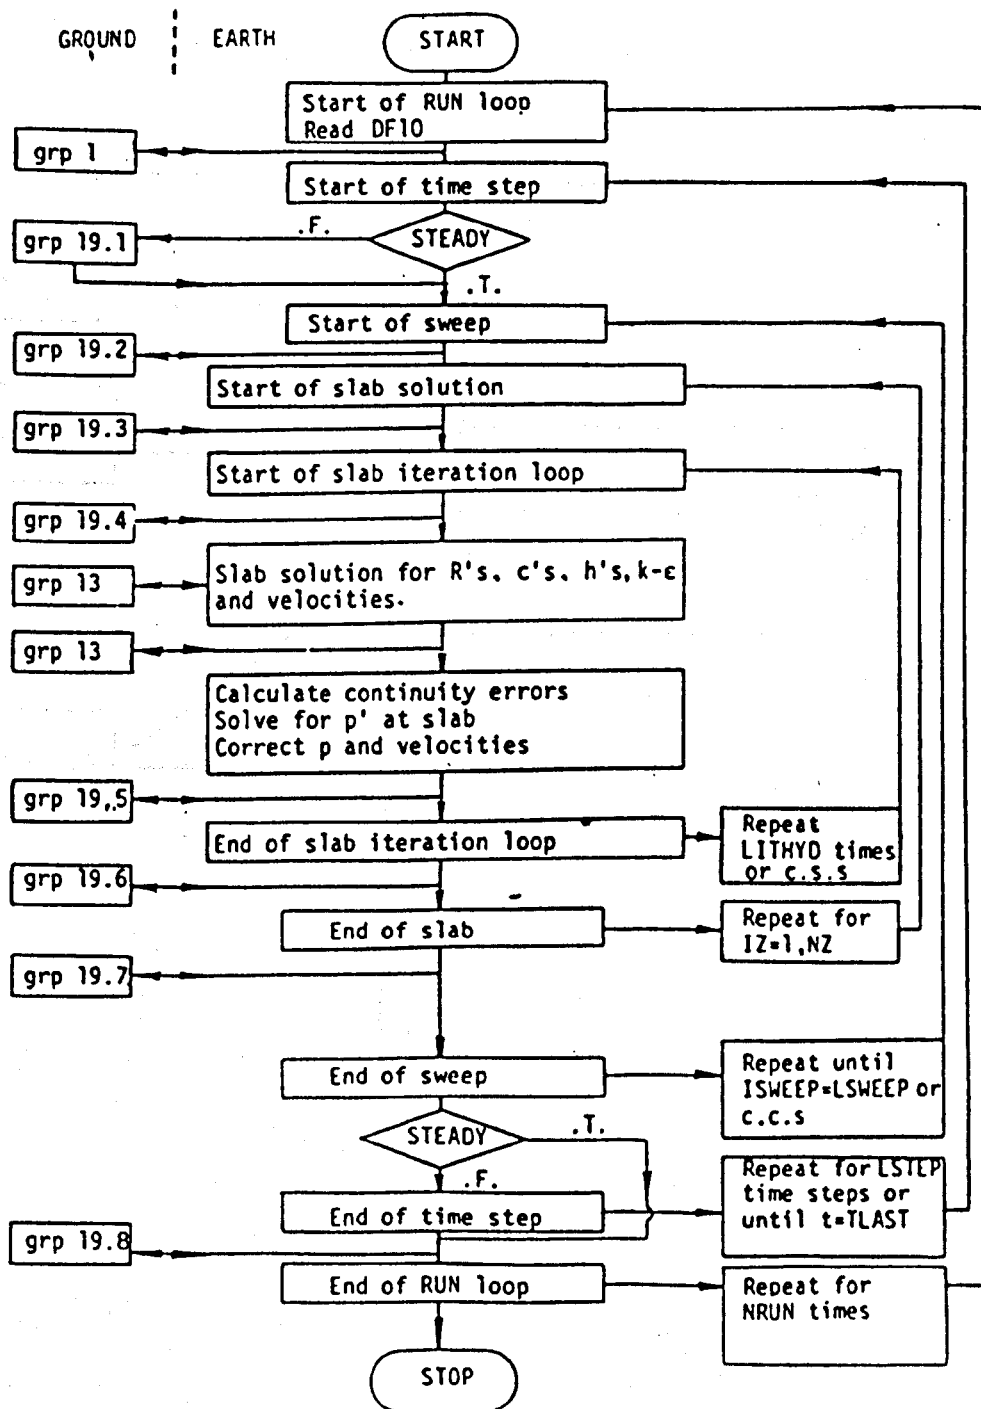 GROUND EARTH
START
Start of RUN loop
Read DF10
grp 1
Start of time step
.F.
STEADY
grp 19.1
.T.
Start of sweep
grp 19.2
Start of slab solution
grp 19.3
Start of slab iteration loop
grp 19.4
Slab solution for R's, c's, h's, k-ε
and velocities.
grp 13
grp 13
Calculate continuity errors
Solve for p' at slab
Correct p and velocities
grp 19.5
End of slab iteration loop
Repeat
LITHYD times
or c.s.s
grp 19.6
End of slab
Repeat for
IZ=1,NZ
grp 19.7
End of sweep
Repeat until
ISWEEP=LSWEEP or
c.c.s
STEADY
.T.
.F.
End of time step
Repeat for LSTEP
time steps or
until t=TLAST
grp 19.8
End of RUN loop
Repeat for
NRUN times
STOP